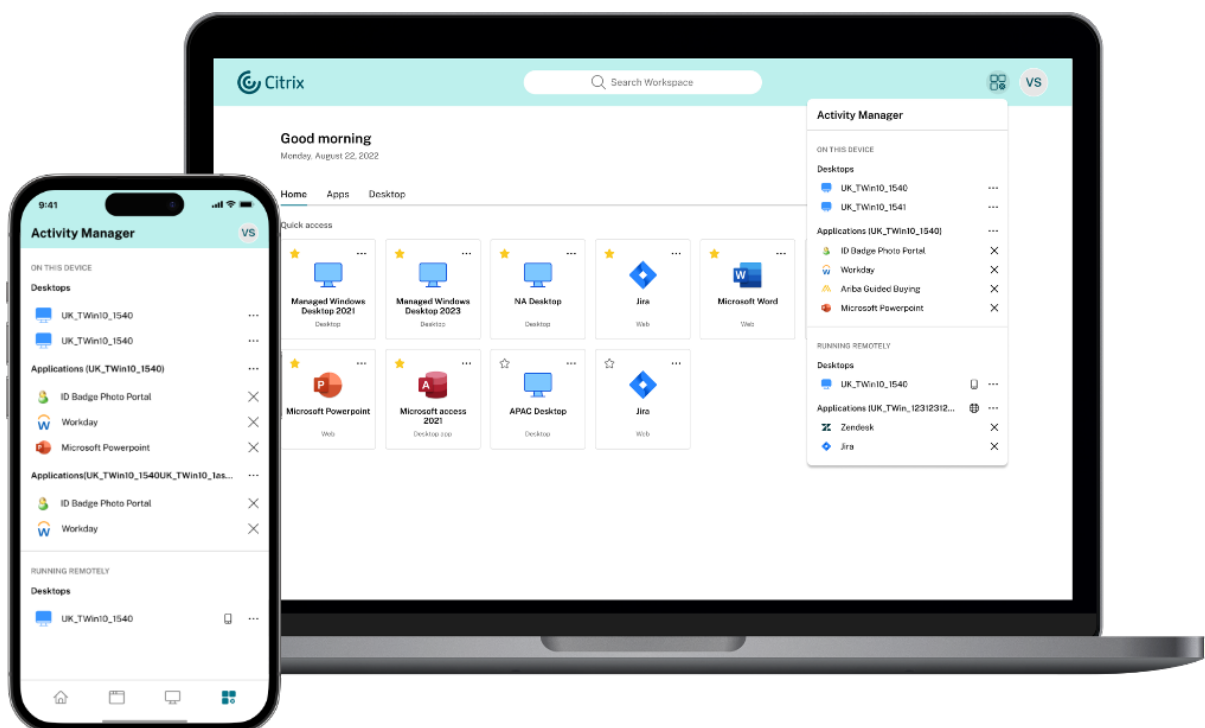 Citrix
Search Workspace
VS
Good morning
Monday, August 22, 2022
Home Apps Desktop
Quick access
Managed Windows
Desktop 2021
Desktop
Managed Windows
Desktop 2023
Desktop
NA Desktop
Desktop
Jira
Web
W
Microsoft Word
Web
P
Microsoft Powerpoint
Web
A
Microsoft access
2021
Desktop app
APAC Desktop
Desktop
Jira
Web
Activity Manager
ON THIS DEVICE
Desktops
UK_TWin10_1540
UK_TWin10_1541
Applications (UK_TWin10_1540)
ID Badge Photo Portal
Workday
Ariba Guided Buying
Microsoft Powerpoint
RUNNING REMOTELY
Desktops
UK_TWin10_1540
Applications (UK_TWin_12312312...
Zendesk
Jira
9:41
Activity Manager
VS
ON THIS DEVICE
Desktops
UK_TWin10_1540
UK_TWin10_1540
Applications (UK_TWin10_1540)
ID Badge Photo Portal
Workday
Microsoft Powerpoint
Applications(UK_TWin10_1540UK_TWin10_1as...
ID Badge Photo Portal
Workday
RUNNING REMOTELY
Desktops
UK_TWin10_1540